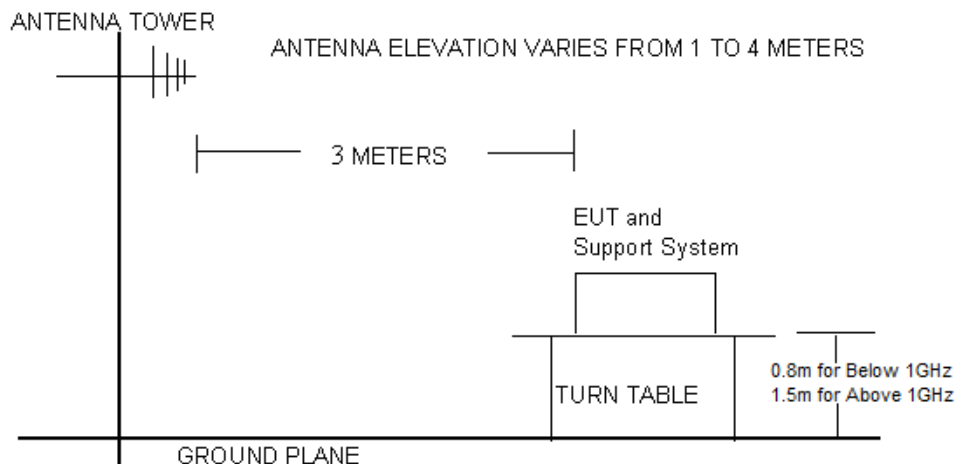 ANTENNA TOWER
ANTENNA ELEVATION VARIES FROM 1 TO 4 METERS
3 METERS
EUT and
Support System
0.8m for Below 1GHz
1.5m for Above 1GHz
TURN TABLE
GROUND PLANE